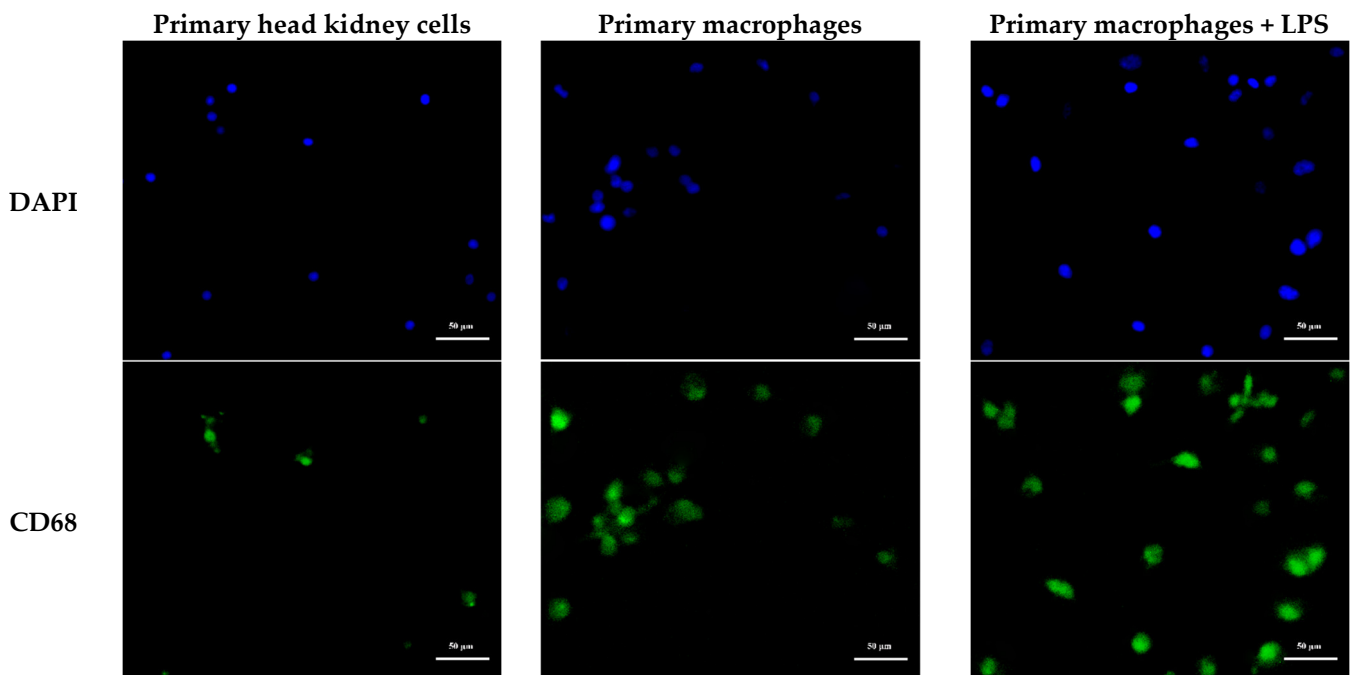 Primary head kidney cells
Primary macrophages
Primary macrophages + LPS
DAPI
50 µm
50 µm
50 µm
CD68
50 µm
50 µm
50 µm